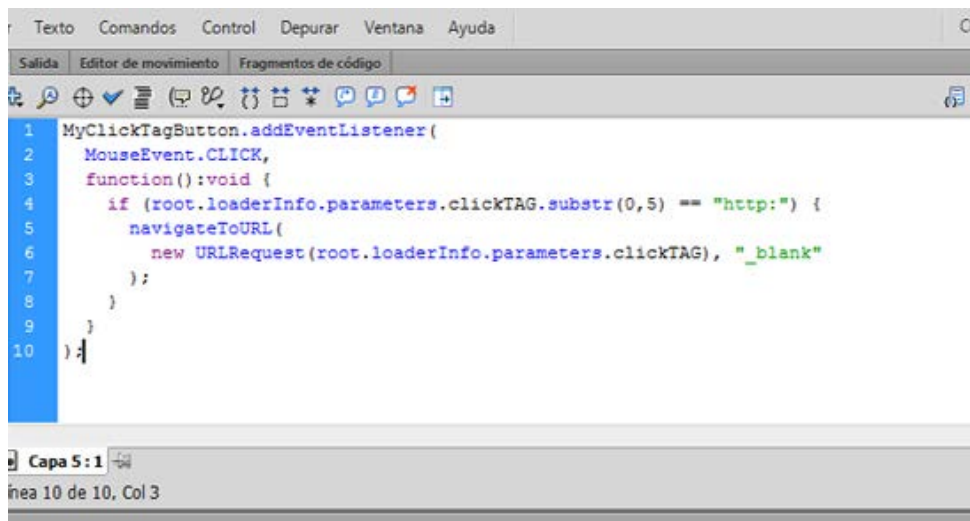 Texto Comandos Control Depurar Ventana Ayuda
Salida Editor de movimiento Fragmentos de código
1 MyClickTagButton.addEventListener(
2 MouseEvent.CLICK,
3 function():void {
4 if (root.loaderInfo.parameters.clickTAG.substr(0,5) == "http:") {
5 navigateToURL(
6 new URLRequest(root.loaderInfo.parameters.clickTAG), "_blank"
7 );
8 }
9 }
10 );
Capa 5:1
ínea 10 de 10, Col 3